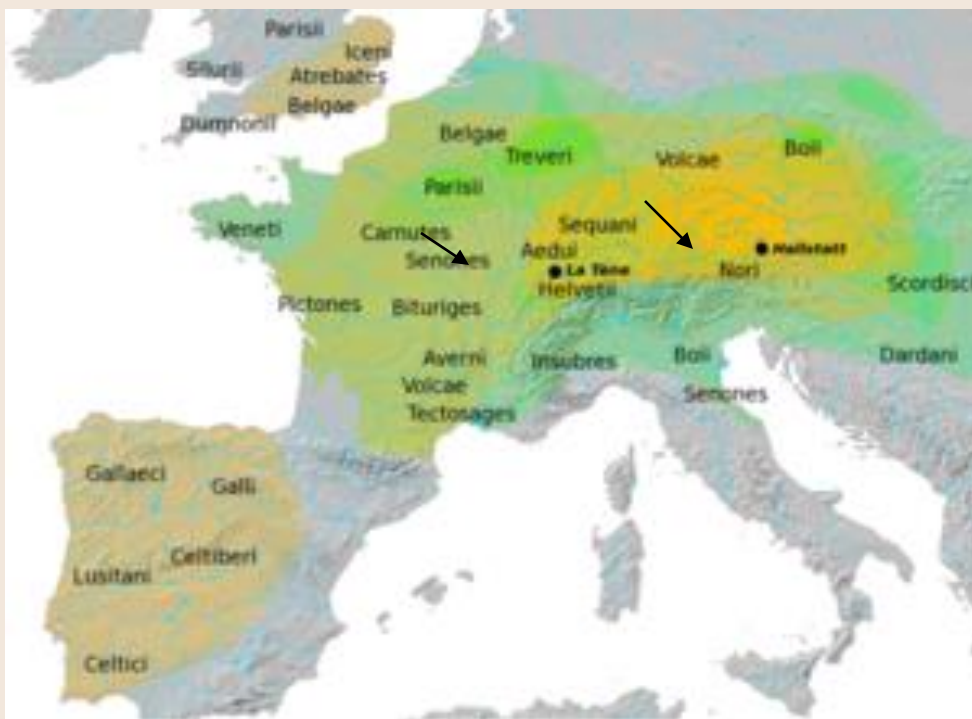 Parisii
Iceni
Silurii
Atrebates
Belgae
Dumnonii
Belgae
Treveri
Volcae
Boii
Parisii
Veneti
Carnutes
Sequani
Senones
Aedui
Hallstatt
La Tène
Nori
Helvetii
Scordisci
Pictones
Bituriges
Averni
Insubres
Boii
Dardani
Volcae
Tectosages
Senones
Gallaeci
Galli
Celtiberi
Lusitani
Celtici